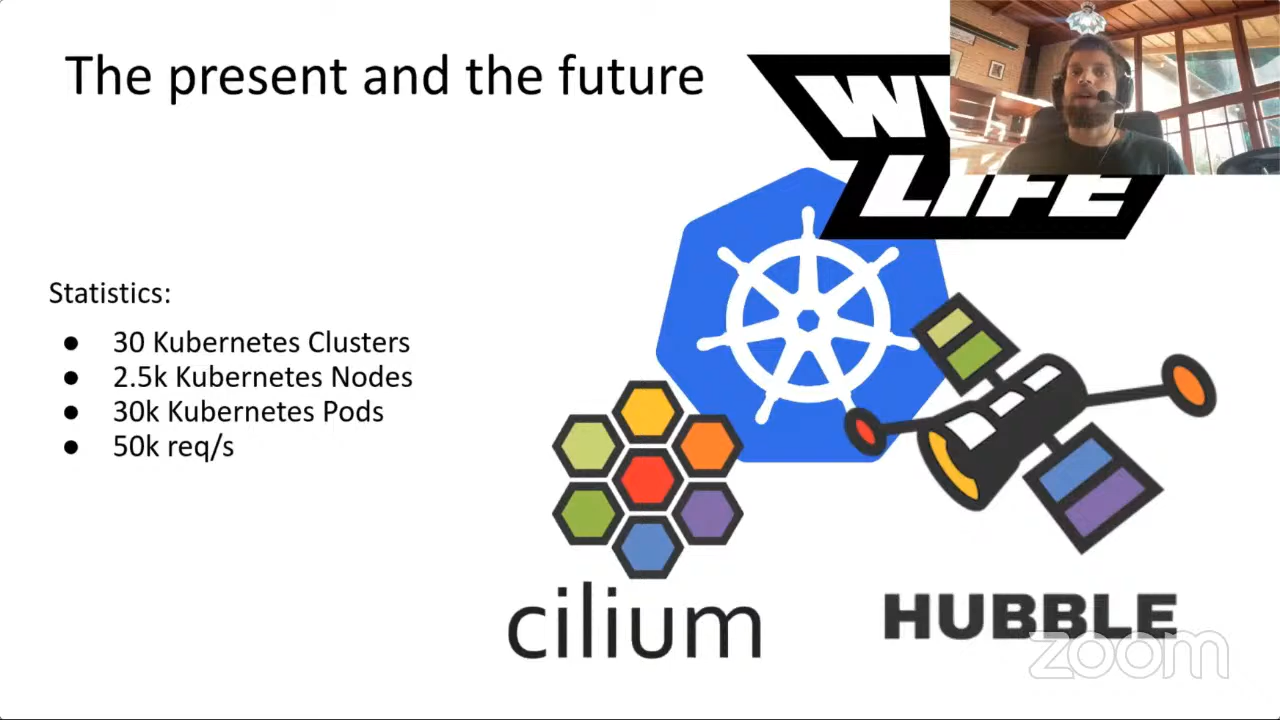 The present and the future
LIFE
Statistics:
● 30 Kubernetes Clusters
● 2.5k Kubernetes Nodes
● 30k Kubernetes Pods
● 50k req/s
cilium
HUBBLE
zoom